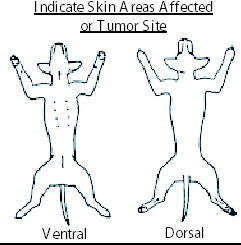 Indicate Skin Areas Affected
or Tumor Site
Ventral
Dorsal